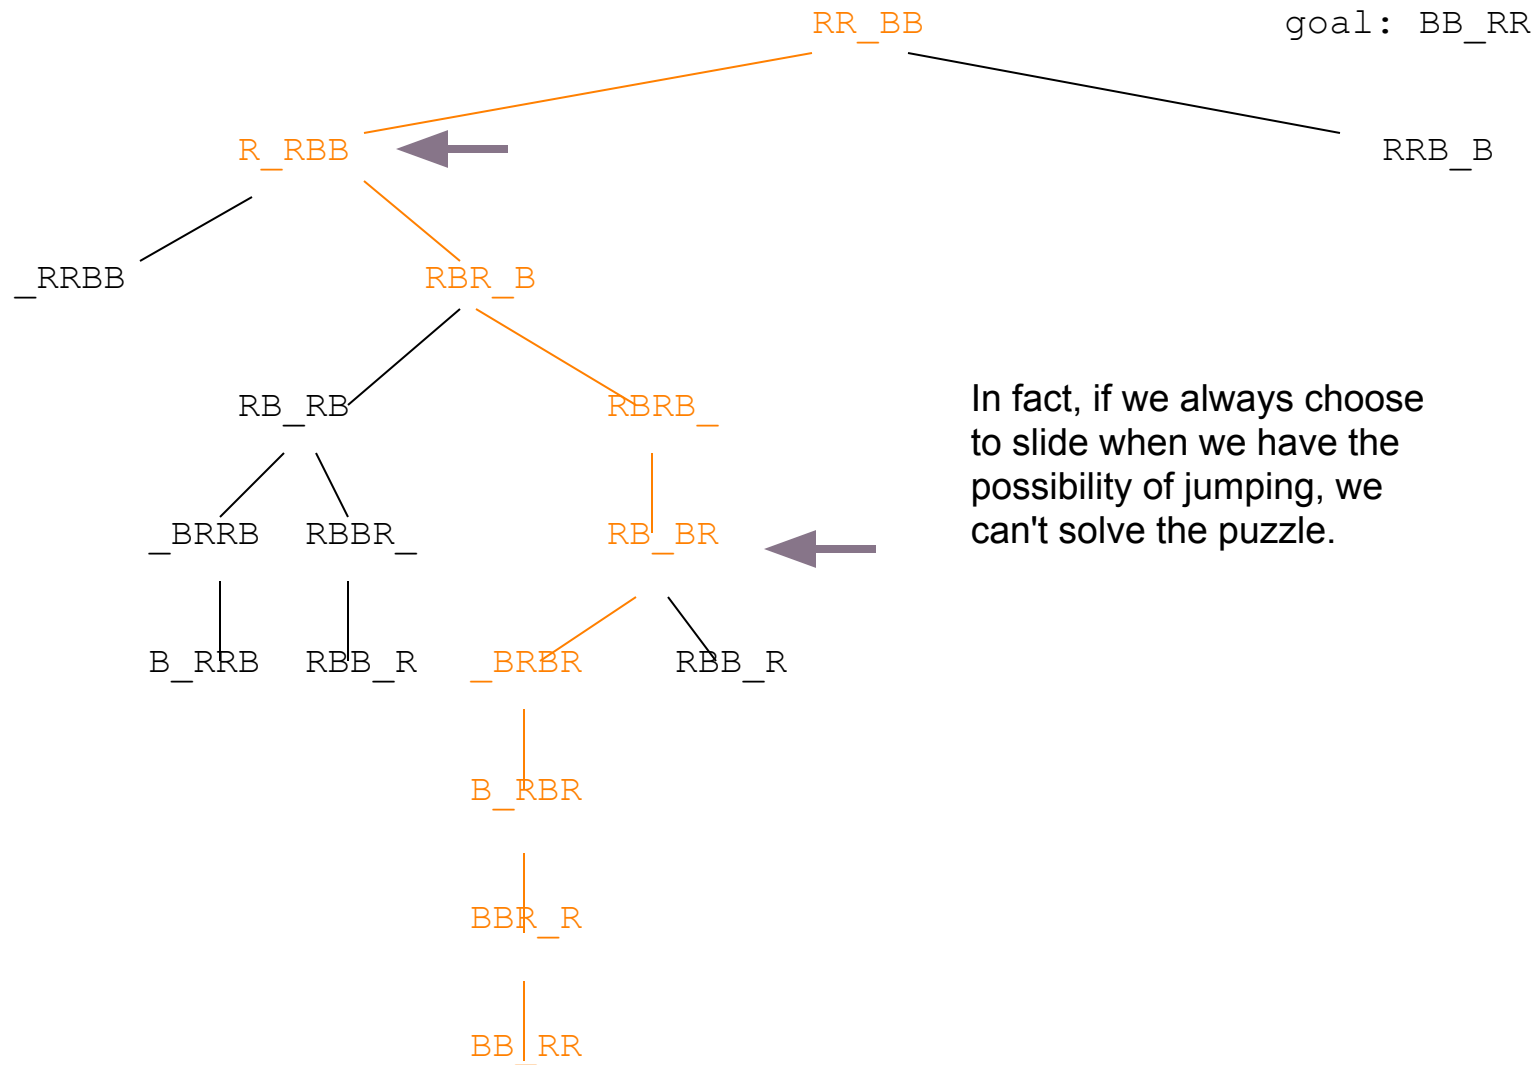 RR_BB
goal: BB_RR
R_RBB
RRB_B
_RRBB
RBR_B
RB_RB
RBRB_
In fact, if we always choose
to slide when we have the
possibility of jumping, we
can't solve the puzzle.
_BRRB
RBBR_
RB_BR
B_RRB
RBB_R
_BRBR
RBB_R
B_RBR
BBR_R
BB_RR